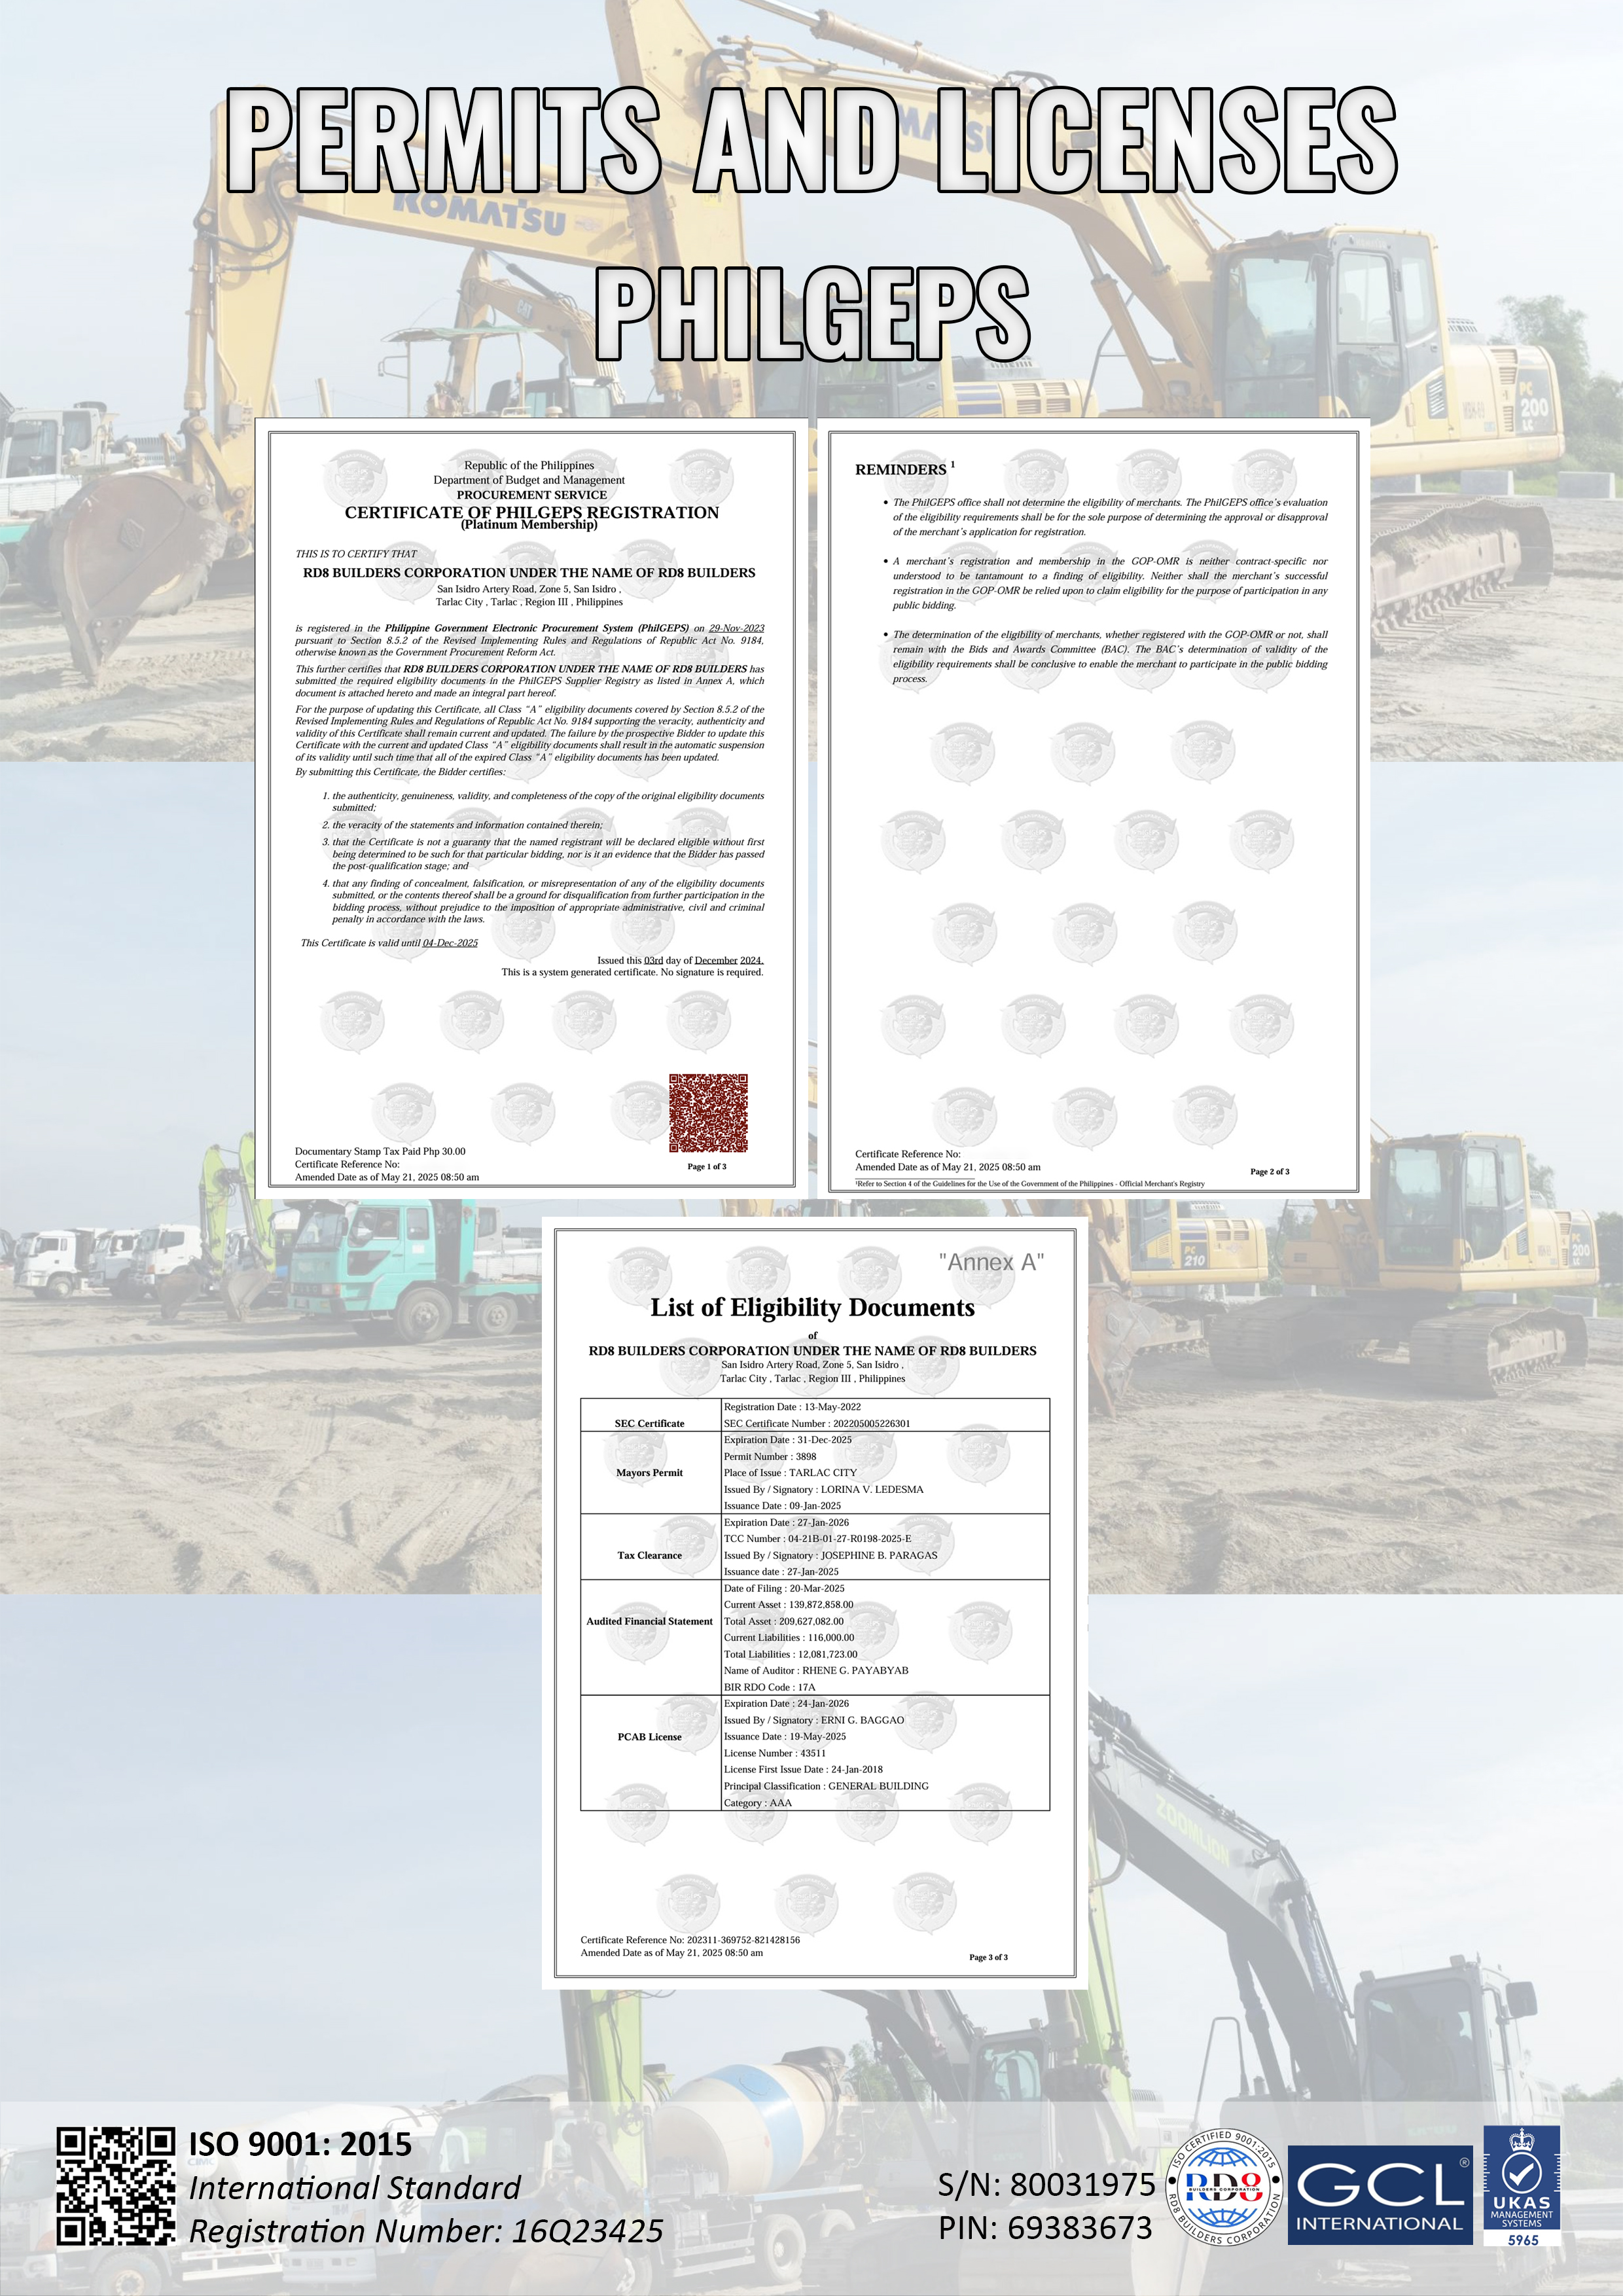 PERMITS AND LICENSES
PHILGEPS
KOMATSU
CAT
PC
200
LC
Republic of the Philippines
Department of Budget and Management
PROCUREMENT SERVICE
CERTIFICATE OF PHILGEPS REGISTRATION
(Platinum Membership)
THIS IS TO CERTIFY THAT
RD8 BUILDERS CORPORATION UNDER THE NAME OF RD8 BUILDERS
San Isidro Artery Road, Zone 5, San Isidro ,
Tarlac City , Tarlac , Region III , Philippines
is registered in the Philippine Government Electronic Procurement System (PhilGEPS) on 29-Nov-2023
pursuant to Section 8.5.2 of the Revised Implementing Rules and Regulations of Republic Act No. 9184,
otherwise known as the Government Procurement Reform Act.
This further certifies that RD8 BUILDERS CORPORATION UNDER THE NAME OF RD8 BUILDERS has
submitted the required eligibility documents in the PhilGEPS Supplier Registry as listed in Annex A, which
document is attached hereto and made an integral part hereof.
For the purpose of updating this Certificate, all Class "A" eligibility documents covered by Section 8.5.2 of the
Revised Implementing Rules and Regulations of Republic Act No. 9184 supporting the veracity, authenticity and
validity of this Certificate shall remain current and updated. The failure by the prospective Bidder to update this
Certificate with the current and updated Class "A" eligibility documents shall result in the automatic suspension
of its validity until such time that all of the expired Class "A" eligibility documents has been updated.
By submitting this Certificate, the Bidder certifies:
1. the authenticity, genuineness, validity, and completeness of the copy of the original eligibility documents
submitted;
2. the veracity of the statements and information contained therein;
3. that the Certificate is not a guaranty that the named registrant will be declared eligible without first
being determined to be such for that particular bidding, nor is it an evidence that the Bidder has passed
the post-qualification stage; and
4. that any finding of concealment, falsification, or misrepresentation of any of the eligibility documents
submitted, or the contents thereof shall be a ground for disqualification from further participation in the
bidding process, without prejudice to the imposition of appropriate administrative, civil and criminal
penalty in accordance with the laws.
This Certificate is valid until 04-Dec-2025
Issued this 03rd day of December 2024.
This is a system generated certificate. No signature is required.
Documentary Stamp Tax Paid Php 30.00
Certificate Reference No:
Amended Date as of May 21, 2025 08:50 am
Page 1 of 3
REMINDERS 1
• The PhilGEPS office shall not determine the eligibility of merchants. The PhilGEPS office's evaluation
of the eligibility requirements shall be for the sole purpose of determining the approval or disapproval
of the merchant's application for registration.
• A merchant's registration and membership in the GOP-OMR is neither contract-specific nor
understood to be tantamount to a finding of eligibility. Neither shall the merchant's successful
registration in the GOP-OMR be relied upon to claim eligibility for the purpose of participation in any
public bidding.
• The determination of the eligibility of merchants, whether registered with the GOP-OMR or not, shall
remain with the Bids and Awards Committee (BAC). The BAC's determination of validity of the
eligibility requirements shall be conclusive to enable the merchant to participate in the public bidding
process.
Certificate Reference No:
Amended Date as of May 21, 2025 08:50 am
Page 2 of 3
1Refer to Section 4 of the Guidelines for the Use of the Government of the Philippines - Official Merchant's Registry
PC
210
200
"Annex A"
List of Eligibility Documents
of
RD8 BUILDERS CORPORATION UNDER THE NAME OF RD8 BUILDERS
San Isidro Artery Road, Zone 5, San Isidro ,
Tarlac City , Tarlac , Region III , Philippines
SEC Certificate
Registration Date : 13-May-2022
SEC Certificate Number : 202205005226301
Mayors Permit
Expiration Date : 31-Dec-2025
Permit Number : 3898
Place of Issue : TARLAC CITY
Issued By / Signatory : LORINA V. LEDESMA
Issuance Date : 09-Jan-2025
Tax Clearance
Expiration Date : 27-Jan-2026
TCC Number : 04-21B-01-27-R0198-2025-E
Issued By / Signatory : JOSEPHINE B. PARAGAS
Issuance date : 27-Jan-2025
Audited Financial Statement
Date of Filing : 20-Mar-2025
Current Asset : 139,872,858.00
Total Asset : 209,627,082.00
Current Liabilities : 116,000.00
Total Liabilities : 12,081,723.00
Name of Auditor : RHENE G. PAYABYAB
BIR RDO Code : 17A
PCAB License
Expiration Date : 24-Jan-2026
Issued By / Signatory : ERNI G. BAGGAO
Issuance Date : 19-May-2025
License Number : 43511
License First Issue Date : 24-Jan-2018
Principal Classification : GENERAL BUILDING
Category : AAA
Certificate Reference No: 202311-369752-821428156
Amended Date as of May 21, 2025 08:50 am
Page 3 of 3
ZOOMLION
ISO 9001: 2015
International Standard
Registration Number: 16Q23425
S/N: 80031975
PIN: 69383673
ISO CERTIFIED 9001:2015
RD8
BUILDERS CORPORATION
RD8 BUILDERS CORPORATION
GCL ®
INTERNATIONAL
UKAS
MANAGEMENT
SYSTEMS
5965